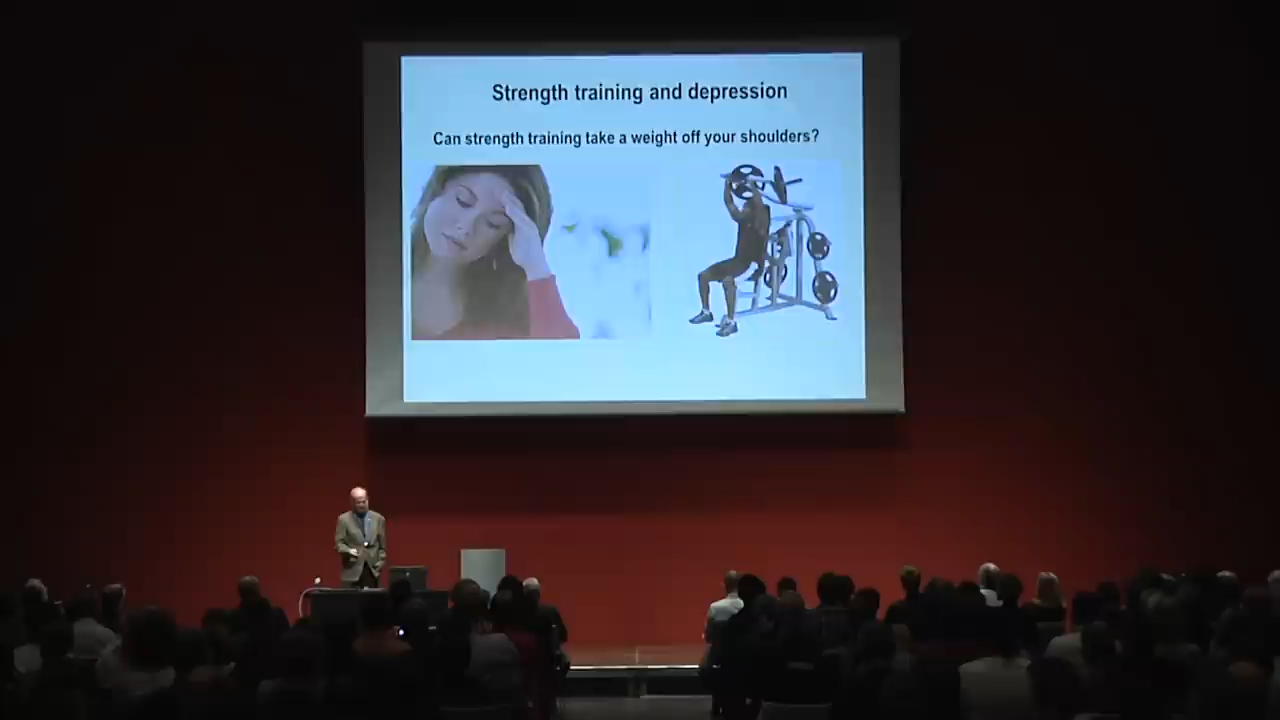 Strength training and depression
Can strength training take a weight off your shoulders?